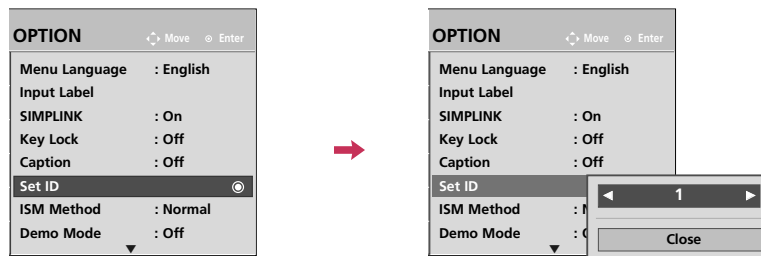 OPTION Move Enter
Menu Language : English
Input Label
SIMPLINK : On
Key Lock : Off
Caption : Off
Set ID
ISM Method : Normal
Demo Mode : Off
OPTION Move Enter
Menu Language : English
Input Label
SIMPLINK : On
Key Lock : Off
Caption : Off
Set ID
ISM Method :
Demo Mode :
1
Close